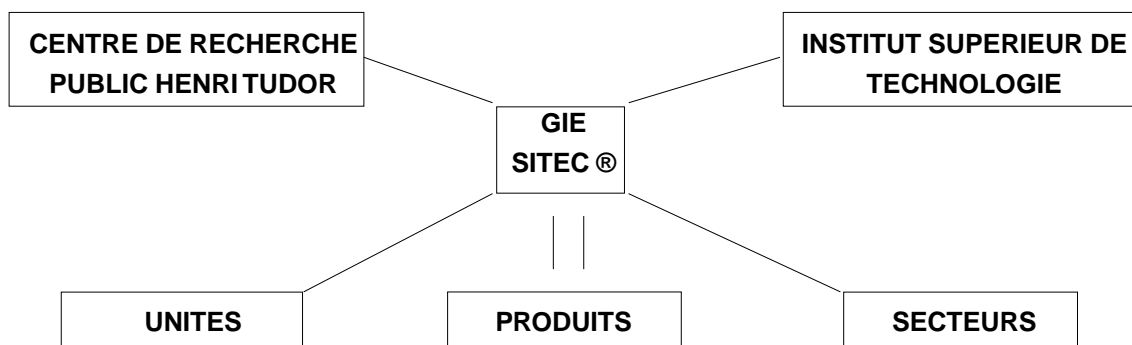 CENTRE DE RECHERCHE
PUBLIC HENRI TUDOR
INSTITUT SUPERIEUR DE
TECHNOLOGIE
GIE
SITEC ®
UNITES
PRODUITS
SECTEURS